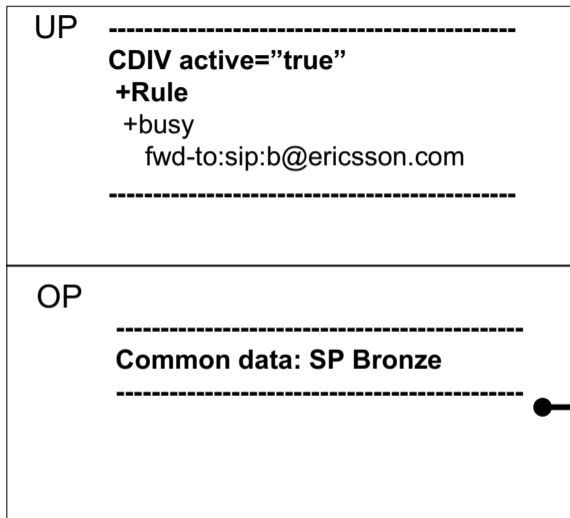 UP
----------------------------------------------
CDIV active=”true”
+Rule
+busy
fwd-to:sip:b@ericsson.com
----------------------------------------------
OP
----------------------------------------------
Common data: SP Bronze
----------------------------------------------